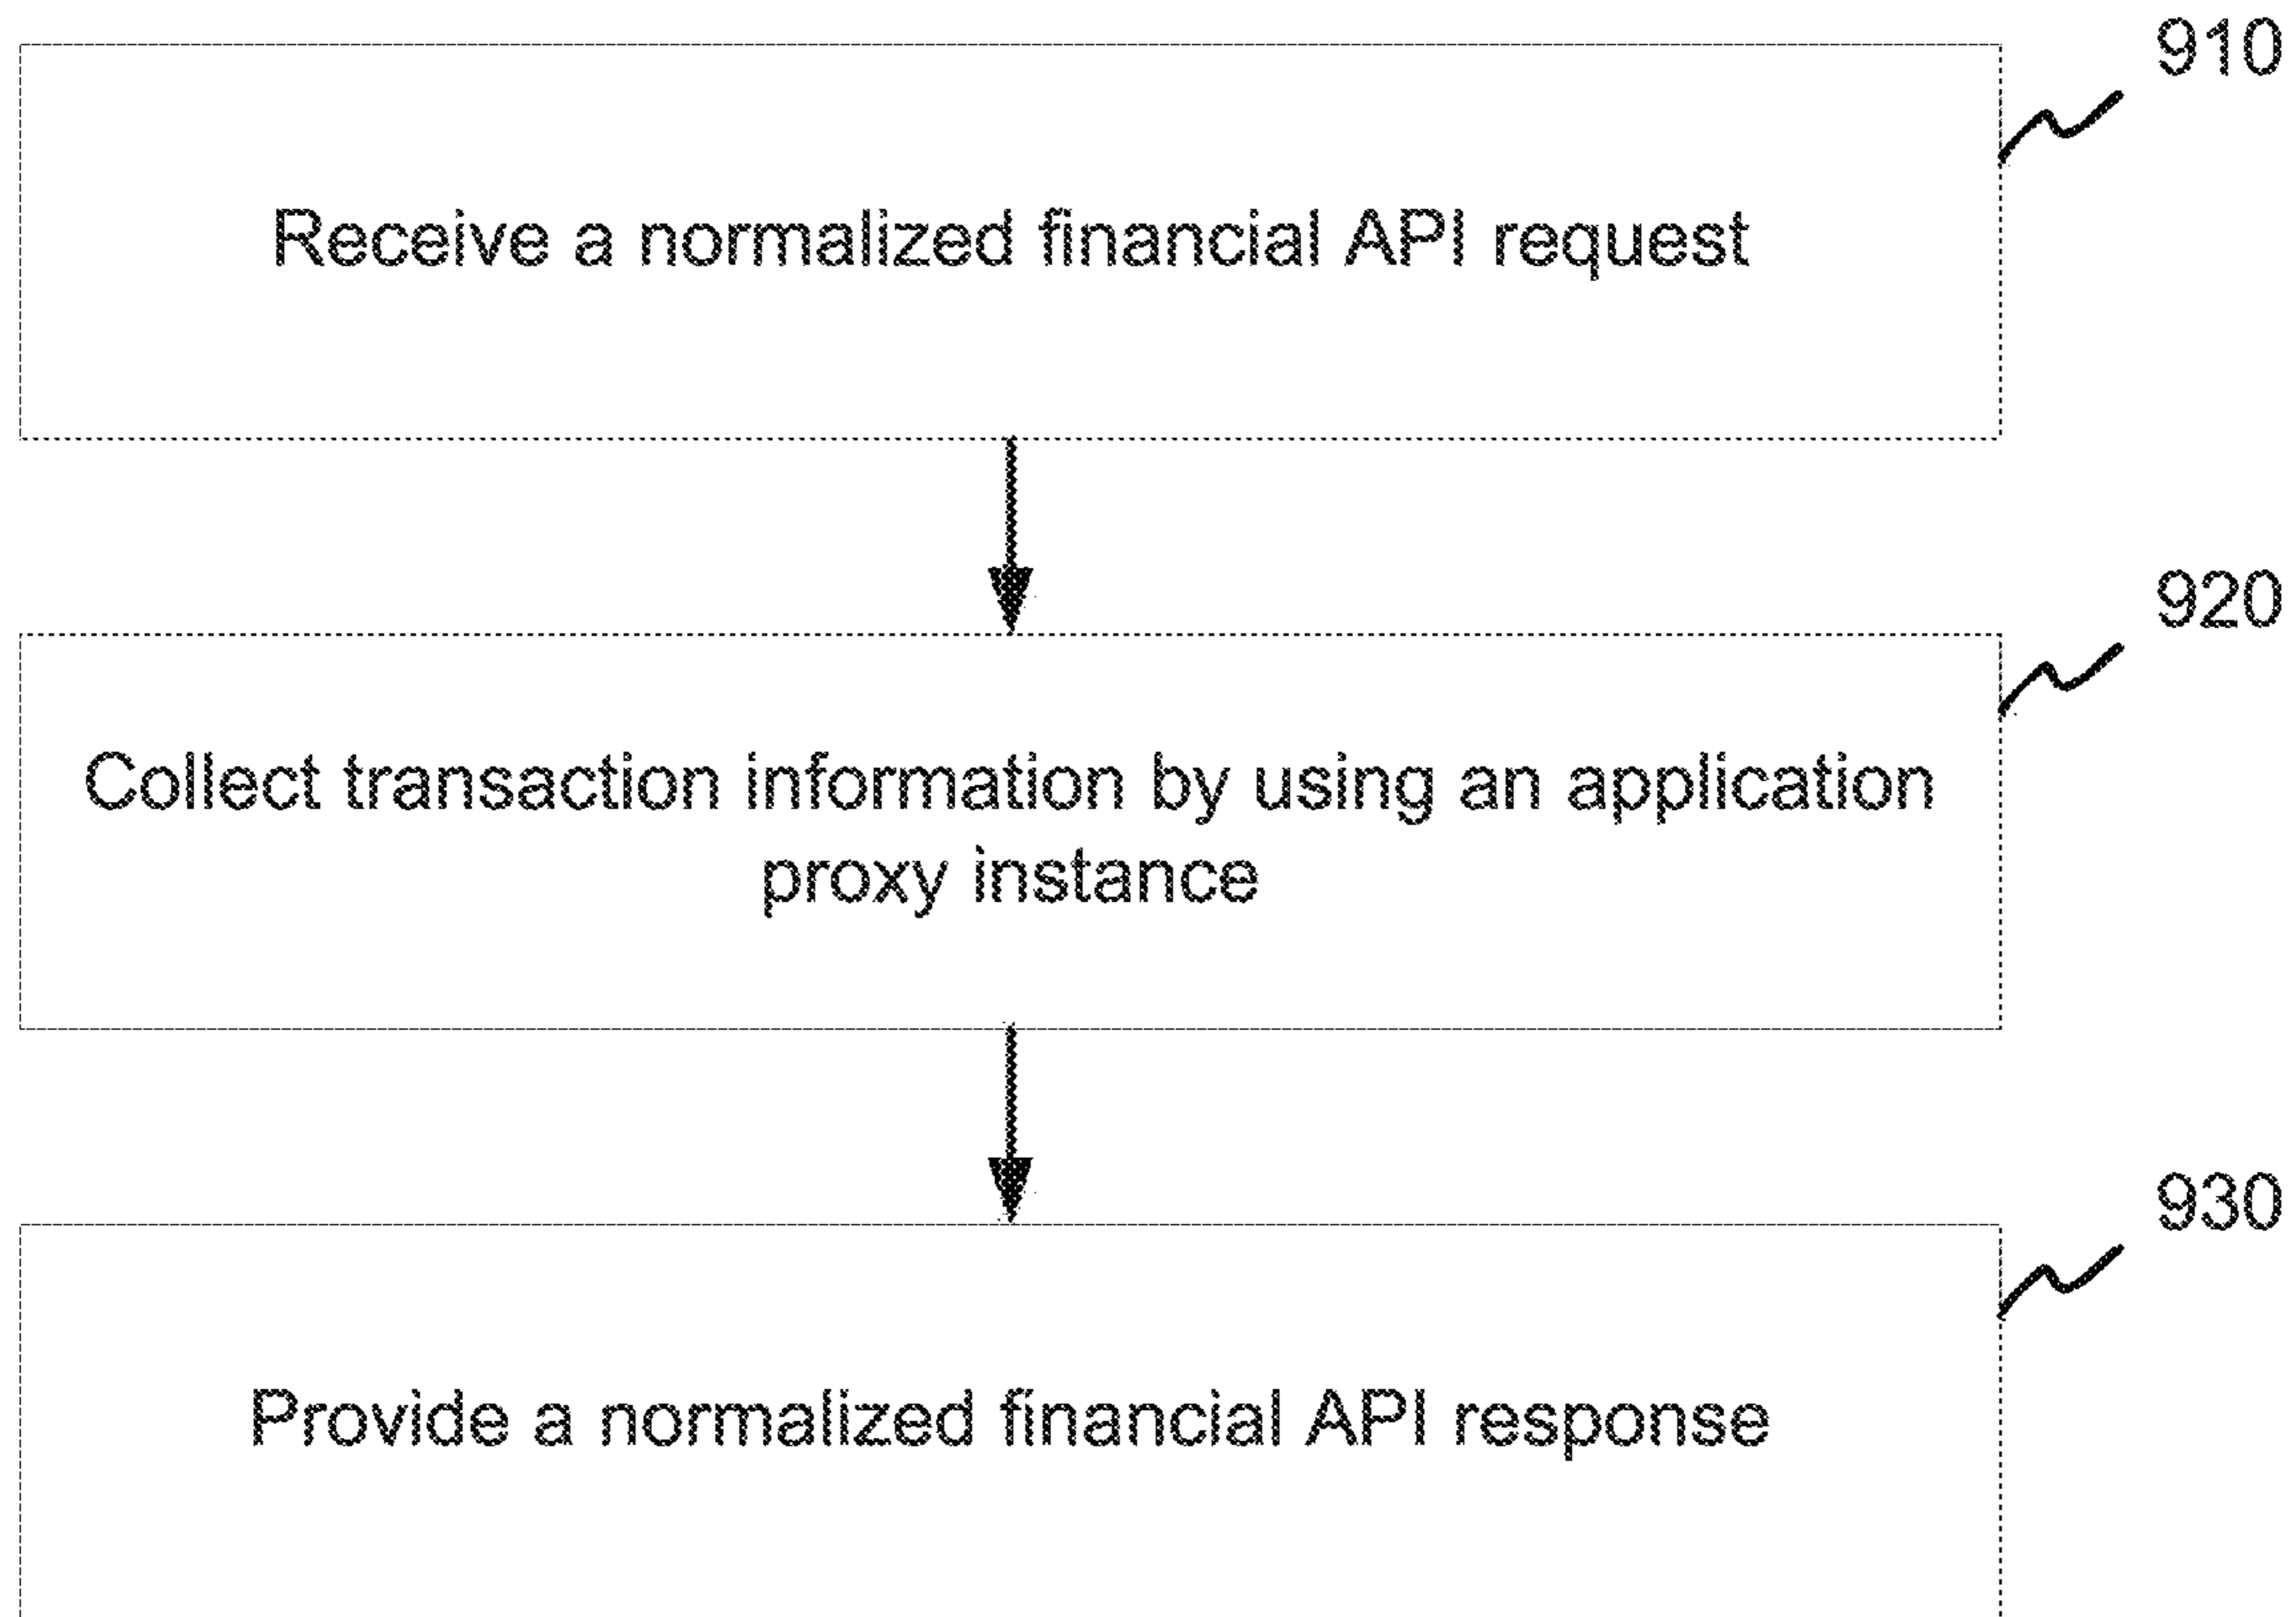 910
Receive a normalized financial API request
920
Collect transaction information by using an application
proxy instance
930
Provide a normalized financial API response